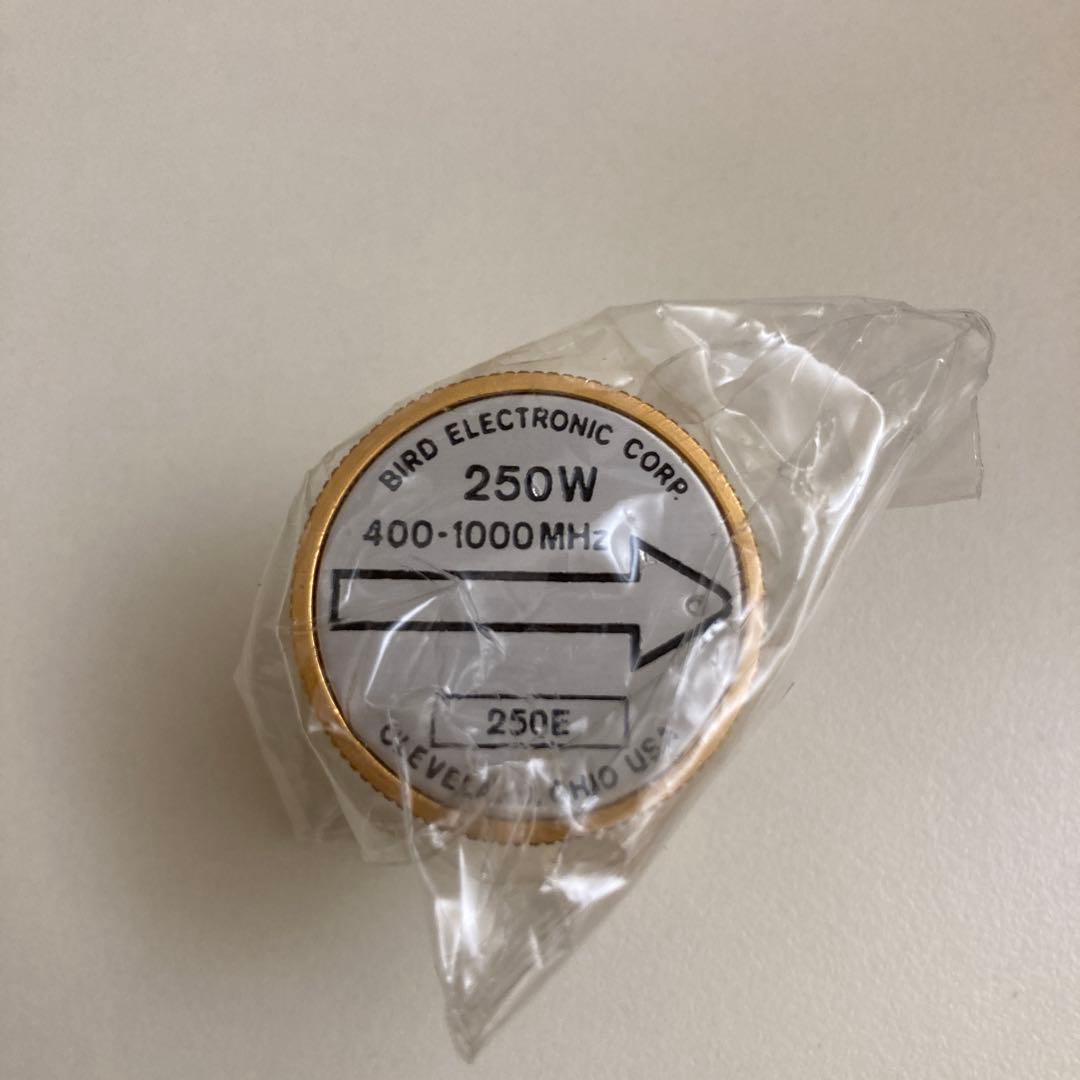 BIRD ELECTRONIC CORP.
250W
400-1000MHz
250E
OHIO USA